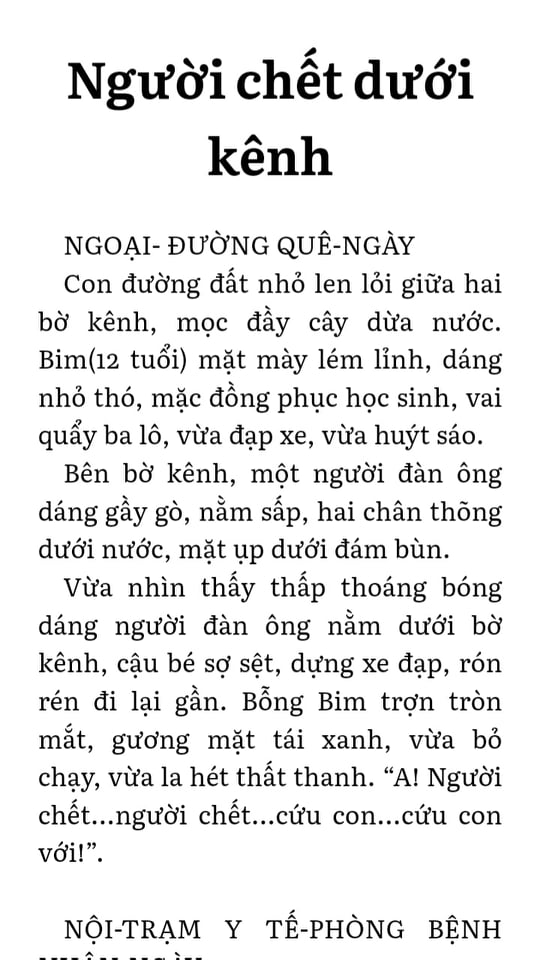 Người chết dưới
kênh
NGOẠI- ĐƯỜNG QUÊ-NGÀY
Con đường đất nhỏ len lỏi giữa hai
bờ kênh, mọc đầy cây dừa nước.
Bim(12 tuổi) mặt mày lém lỉnh, dáng
nhỏ thó, mặc đồng phục học sinh, vai
quẩy ba lô, vừa đạp xe, vừa huýt sáo.
Bên bờ kênh, một người đàn ông
dáng gầy gò, nằm sấp, hai chân thõng
dưới nước, mặt ụp dưới đám bùn.
Vừa nhìn thấy thấp thoáng bóng
dáng người đàn ông nằm dưới bờ
kênh, cậu bé sợ sệt, dựng xe đạp, rón
rén đi lại gần. Bỗng Bim trợn tròn
mắt, gương mặt tái xanh, vừa bỏ
chạy, vừa la hét thất thanh. “A! Người
chết...người chết...cứu con...cứu con
với!”.
NỘI-TRẠM Y TẾ-PHÒNG BỆNH